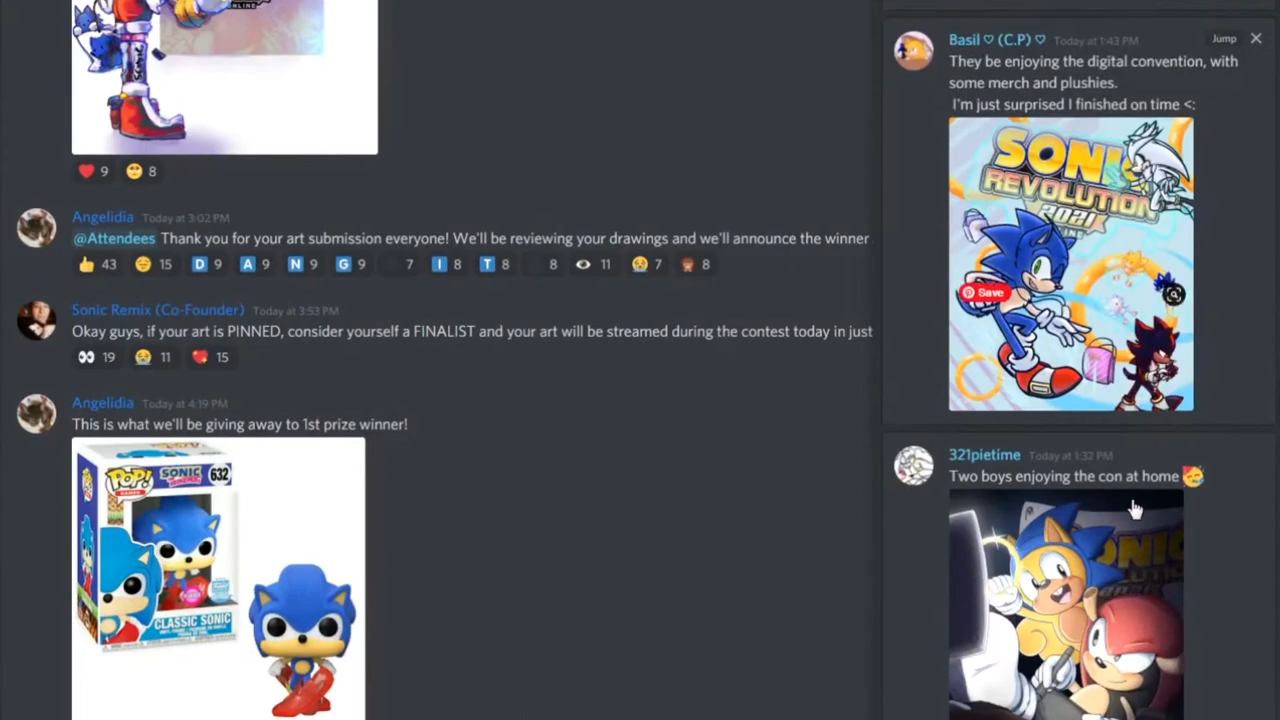 ONLINE
SONIC
9
8
Angelidia Today at 3:02 PM
@Attendees Thank you for your art submission everyone! We'll be reviewing your drawings and we'll announce the winner
43 15 D 9 A 9 N 9 G 9 7 I 8 T 8 8 11 7 8
Sonic Remix (Co-Founder) Today at 3:53 PM
Okay guys, if your art is PINNED, consider yourself a FINALIST and your art will be streamed during the contest today in just
19 11 15
Angelidia Today at 4:19 PM
This is what we'll be giving away to 1st prize winner!
POP!
GAMES
SONIC
632
CLASSIC SONIC
Basil ♡ (C.P) ♡ Today at 1:43 PM
Jump
They be enjoying the digital convention, with
some merch and plushies.
I'm just surprised I finished on time <:
SONI
REVOLUTION
2021
Save
321pietime Today at 1:32 PM
Two boys enjoying the con at home
ONIC